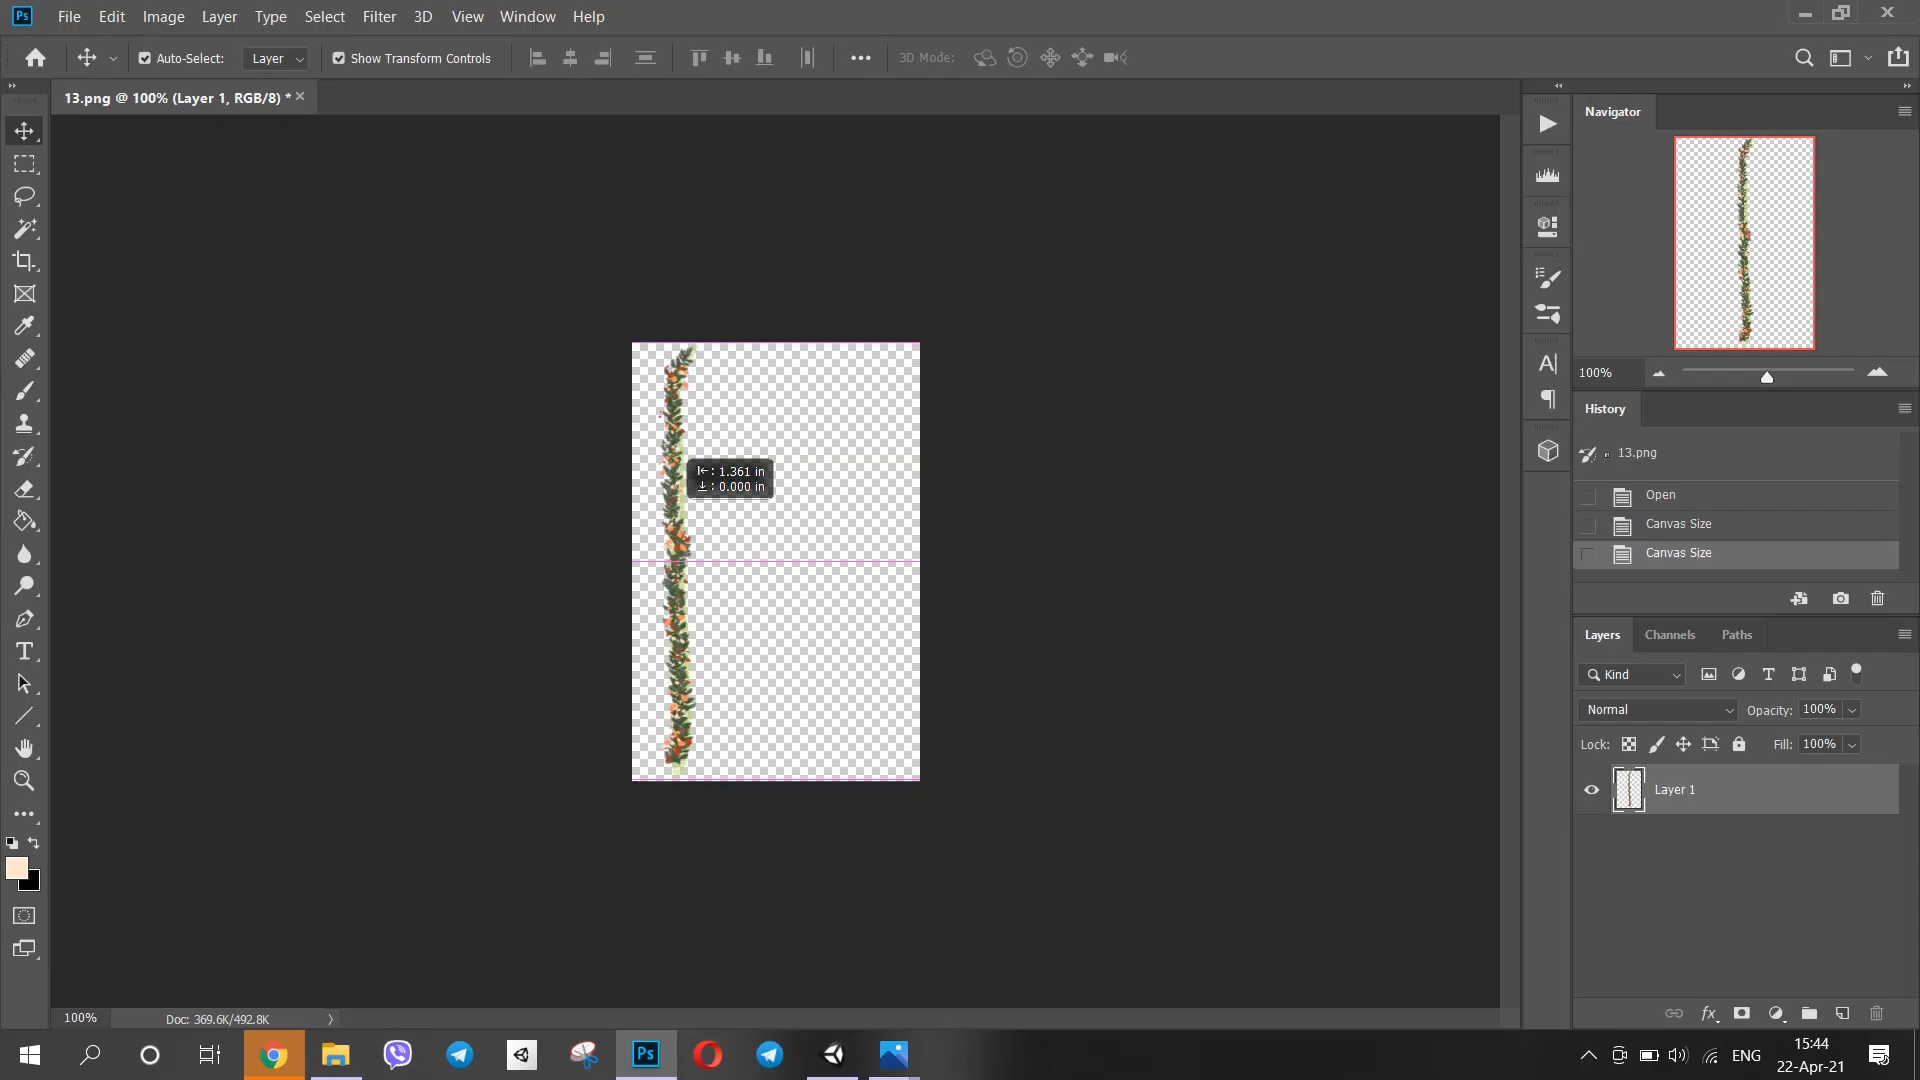 Ps File Edit Image Layer Type Select Filter 3D View Window Help
Auto-Select: Layer Show Transform Controls 3D Mode:
13.png @ 100% (Layer 1, RGB/8) *
Navigator
100%
History
13.png
Open
Canvas Size
Canvas Size
: 1.361 in
: 0.000 in
Layers Channels Paths
Kind
Normal Opacity: 100%
Lock: Fill: 100%
Layer 1
fx
100% Doc: 369.6K/492.8K
Ps ENG 15:44
22-Apr-21